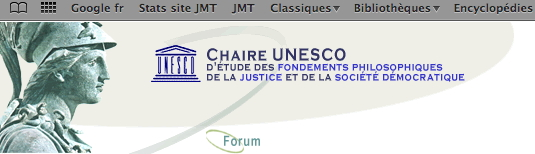 Google fr Stats site JMT JMT Classiques Bibliothèques Encyclopédies
UNESCO
CHAIRE UNESCO
D'ÉTUDE DES FONDEMENTS PHILOSOPHIQUES
DE LA JUSTICE ET DE LA SOCIÉTÉ DÉMOCRATIQUE
Forum